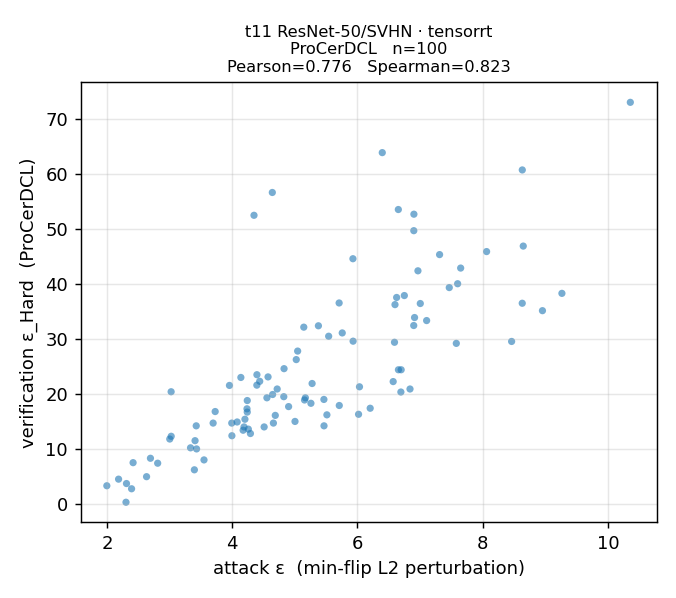 t11 ResNet-50/SVHN · tensorrt
ProCerDCL   n=100
Pearson=0.776   Spearman=0.823
verification ε_Hard  (ProCerDCL)
70
60
50
40
30
20
10
0
2
4
6
8
10
attack ε  (min-flip L2 perturbation)